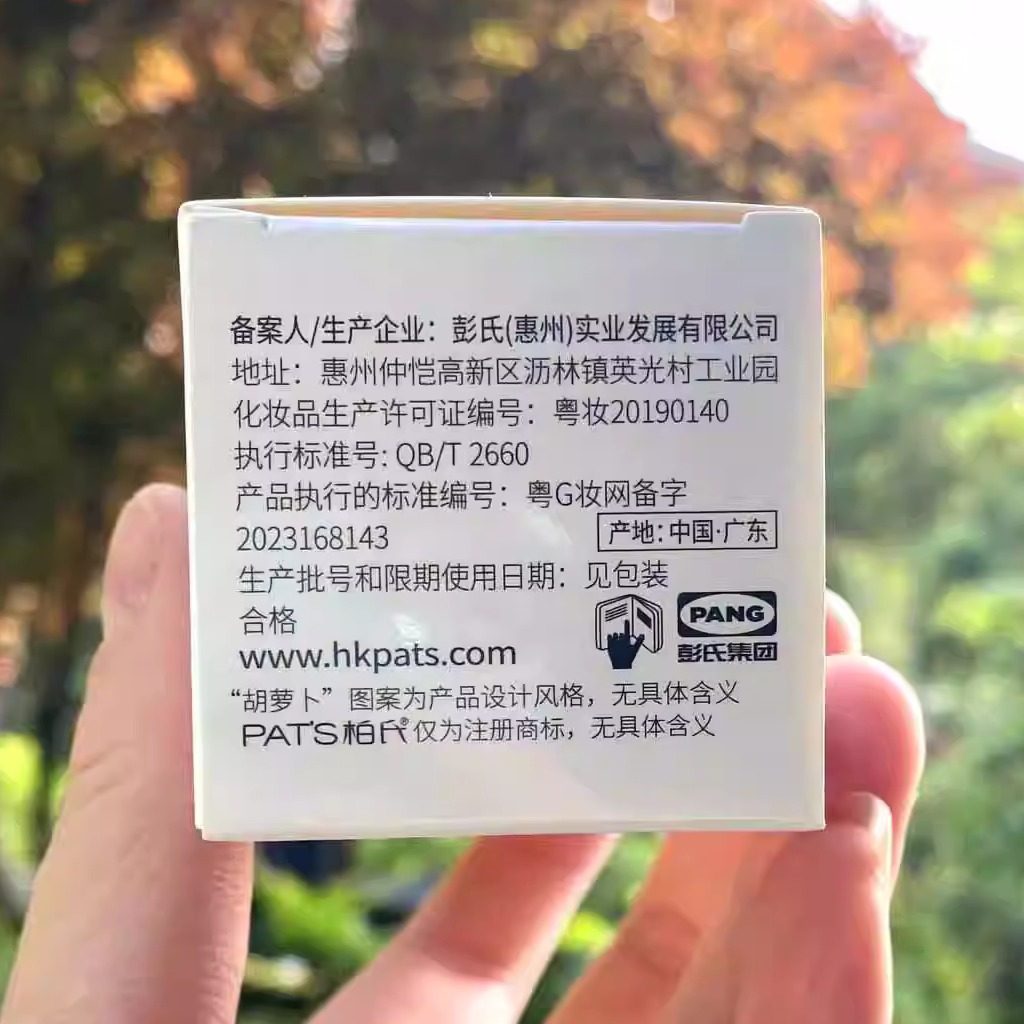 备案人/生产企业：彭氏(惠州)实业发展有限公司
地址：惠州仲恺高新区沥林镇英光村工业园
化妆品生产许可证编号：粤妆20190140
执行标准号: QB/T 2660
产品执行的标准编号：粤G妆网备字
2023168143
产地：中国·广东
生产批号和限期使用日期：见包装
合格
PANG
彭氏集团
www.hkpats.com
“胡萝卜”图案为产品设计风格，无具体含义
PAT'S柏氏®仅为注册商标，无具体含义